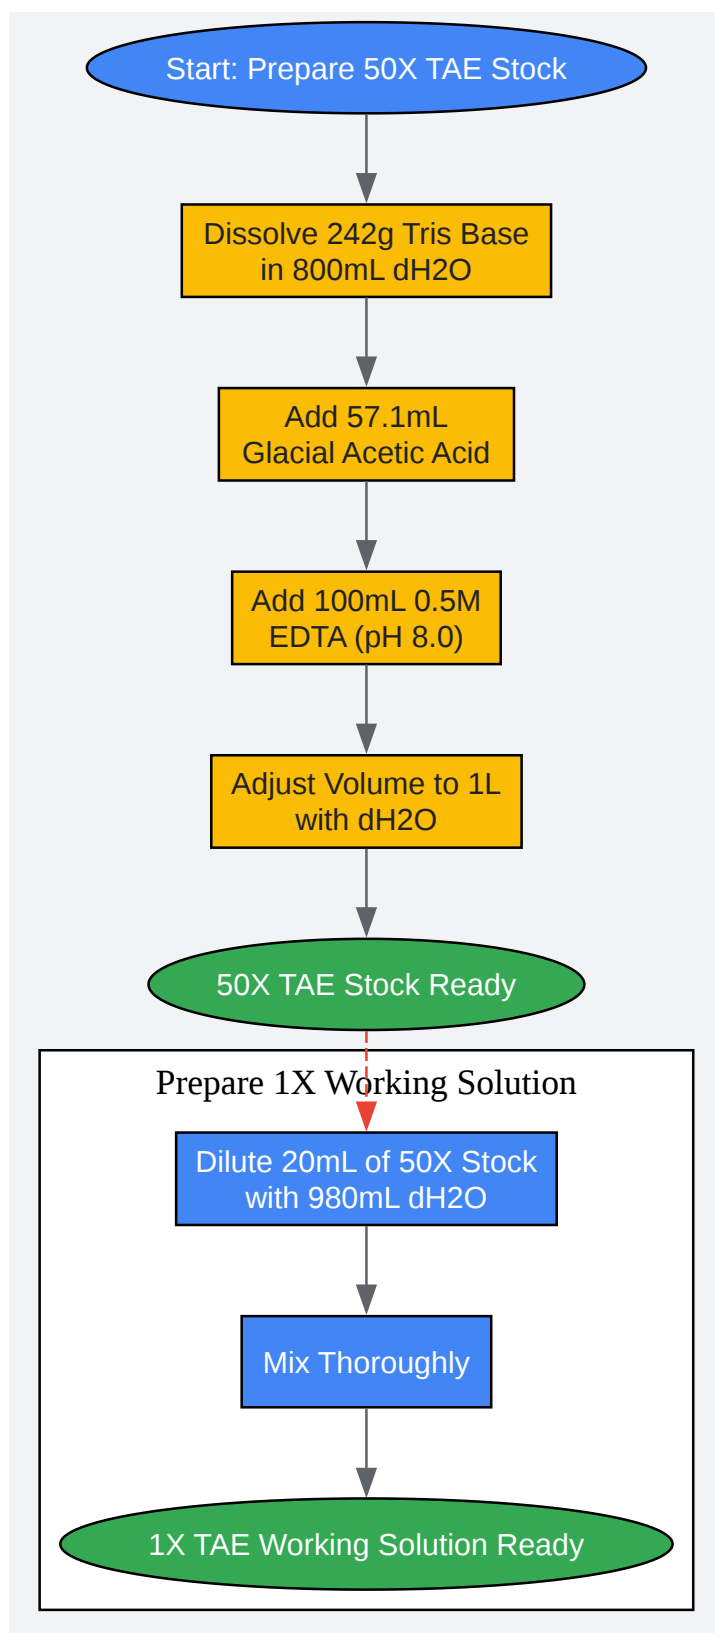 Start: Prepare 50X TAE Stock
Dissolve 242g Tris Base
in 800mL dH2O
Add 57.1mL
Glacial Acetic Acid
Add 100mL 0.5M
EDTA (pH 8.0)
Adjust Volume to 1L
with dH2O
50X TAE Stock Ready
Prepare 1X Working Solution
Dilute 20mL of 50X Stock
with 980mL dH2O
Mix Thoroughly
1X TAE Working Solution Ready